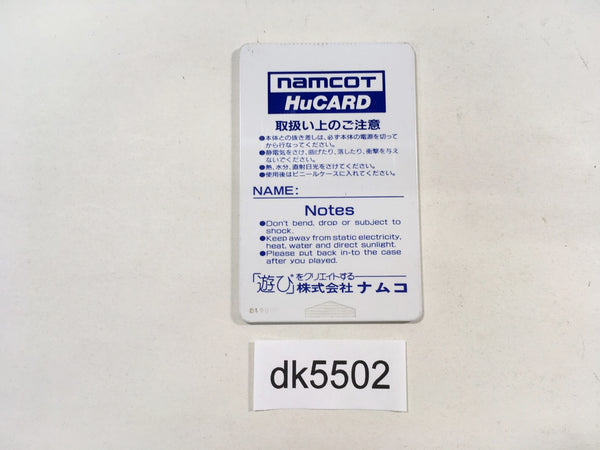 namcot
HuCARD
取扱い上のご注意
●本体との抜き差しは、必ず本体の電源を切って
から行なってください。
●静電気をさけ、曲げたり、落したり、衝撃を与え
ないでください。
●熱、水分、直射日光をさけてください。
●使用後はビニールケースに入れてください。
NAME:
Notes
●Don't bend, drop or subject to
shock.
●Keep away from static electricity,
heat, water and direct sunlight.
●Please put back in-to the case
after you played.
「遊び」をクリエイトする
株式会社 ナムコ
dk5502